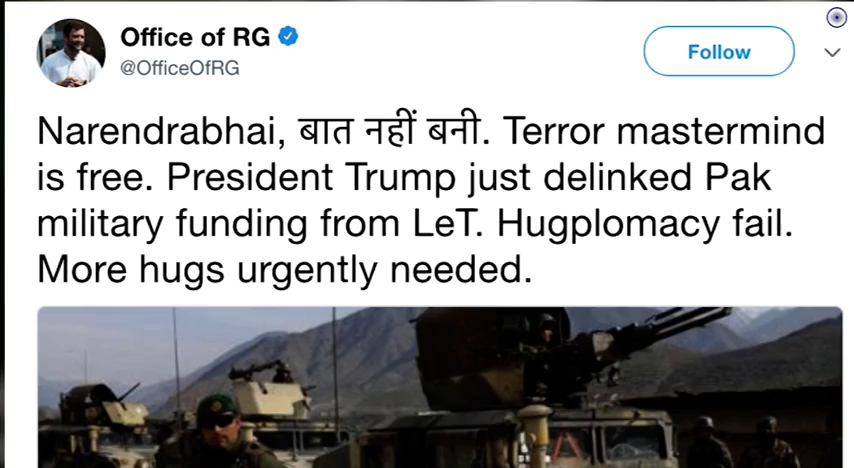 Office of RG
@OfficeOfRG
Follow
Narendrabhai, बात नहीं बनी. Terror mastermind
is free. President Trump just delinked Pak
military funding from LeT. Hugplomacy fail.
More hugs urgently needed.